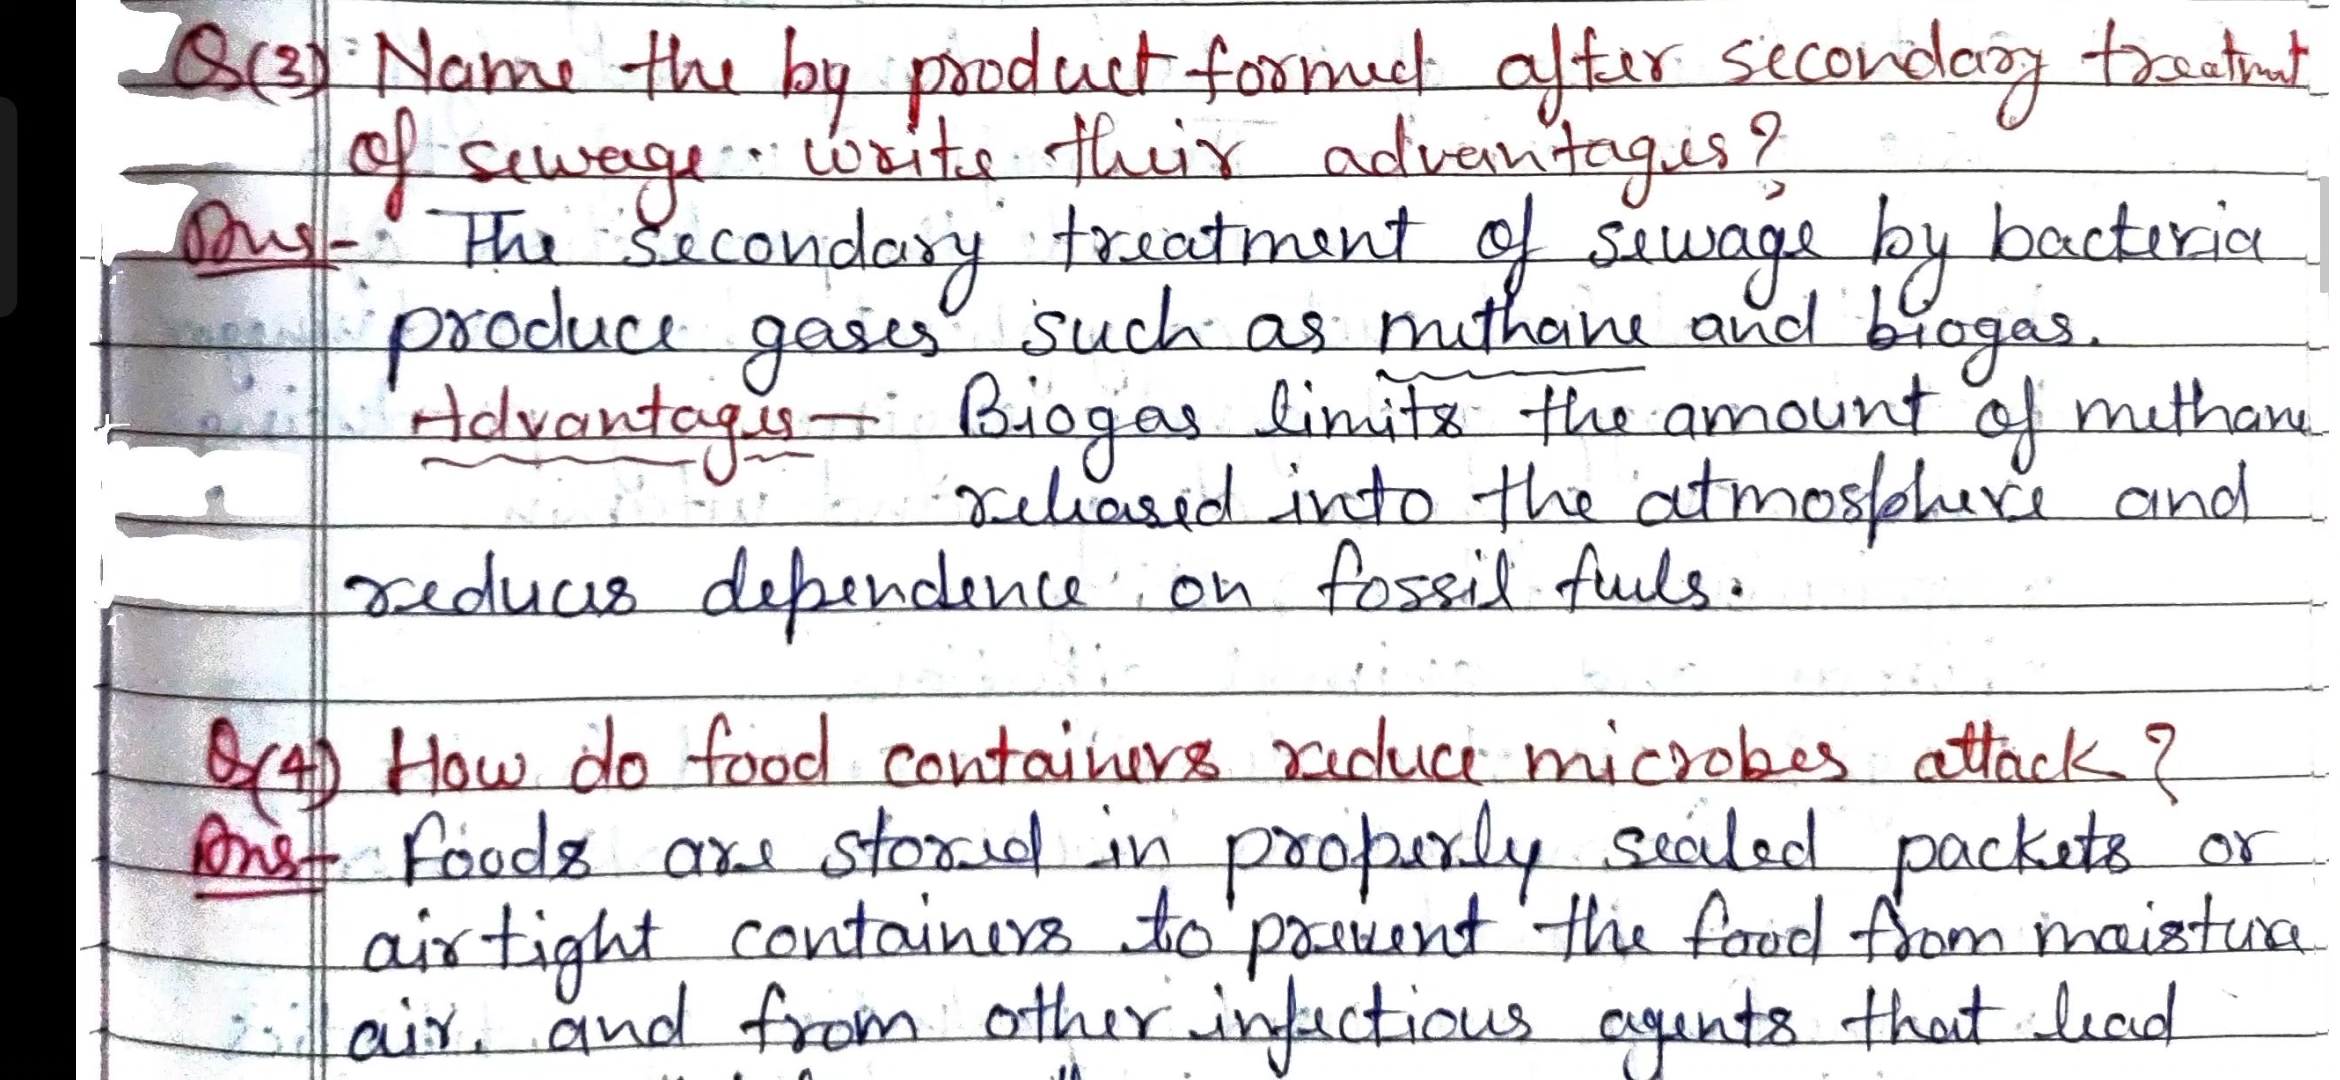 Q(3) Name the by product formed after secondary treatmnt
of sewage. Write their advantages?
Ans- The secondary treatment of sewage by bacteria
produce gases such as methane and biogas.
Advantages - Biogas limits the amount of methane
released into the atmosphere and
reduces dependence on fossil fuels.
Q(4) How do food containers reduce microbes attack?
Ans- Foods are stored in properly sealed packets or
airtight containers to prevent the food from moisture
air, and from other infectious agents that lead